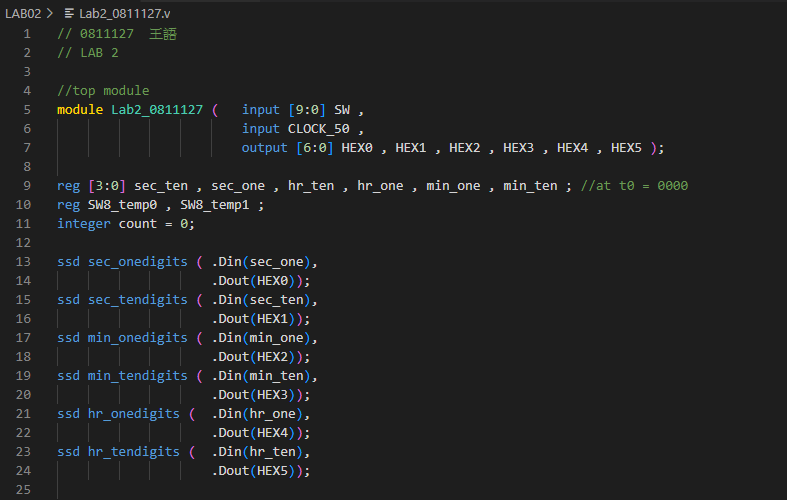 LAB02 > Lab2_0811127.v
1 // 0811127 王語
2 // LAB 2
3
4 //top module
5 module Lab2_0811127 ( input [9:0] SW ,
6 input CLOCK_50 ,
7 output [6:0] HEX0 , HEX1 , HEX2 , HEX3 , HEX4 , HEX5 );
8
9 reg [3:0] sec_ten , sec_one , hr_ten , hr_one , min_one , min_ten ; //at t0 = 0000
10 reg SW8_temp0 , SW8_temp1 ;
11 integer count = 0;
12
13 ssd sec_onedigits ( .Din(sec_one),
14 .Dout(HEX0));
15 ssd sec_tendigits ( .Din(sec_ten),
16 .Dout(HEX1));
17 ssd min_onedigits ( .Din(min_one),
18 .Dout(HEX2));
19 ssd min_tendigits ( .Din(min_ten),
20 .Dout(HEX3));
21 ssd hr_onedigits ( .Din(hr_one),
22 .Dout(HEX4));
23 ssd hr_tendigits ( .Din(hr_ten),
24 .Dout(HEX5));
25